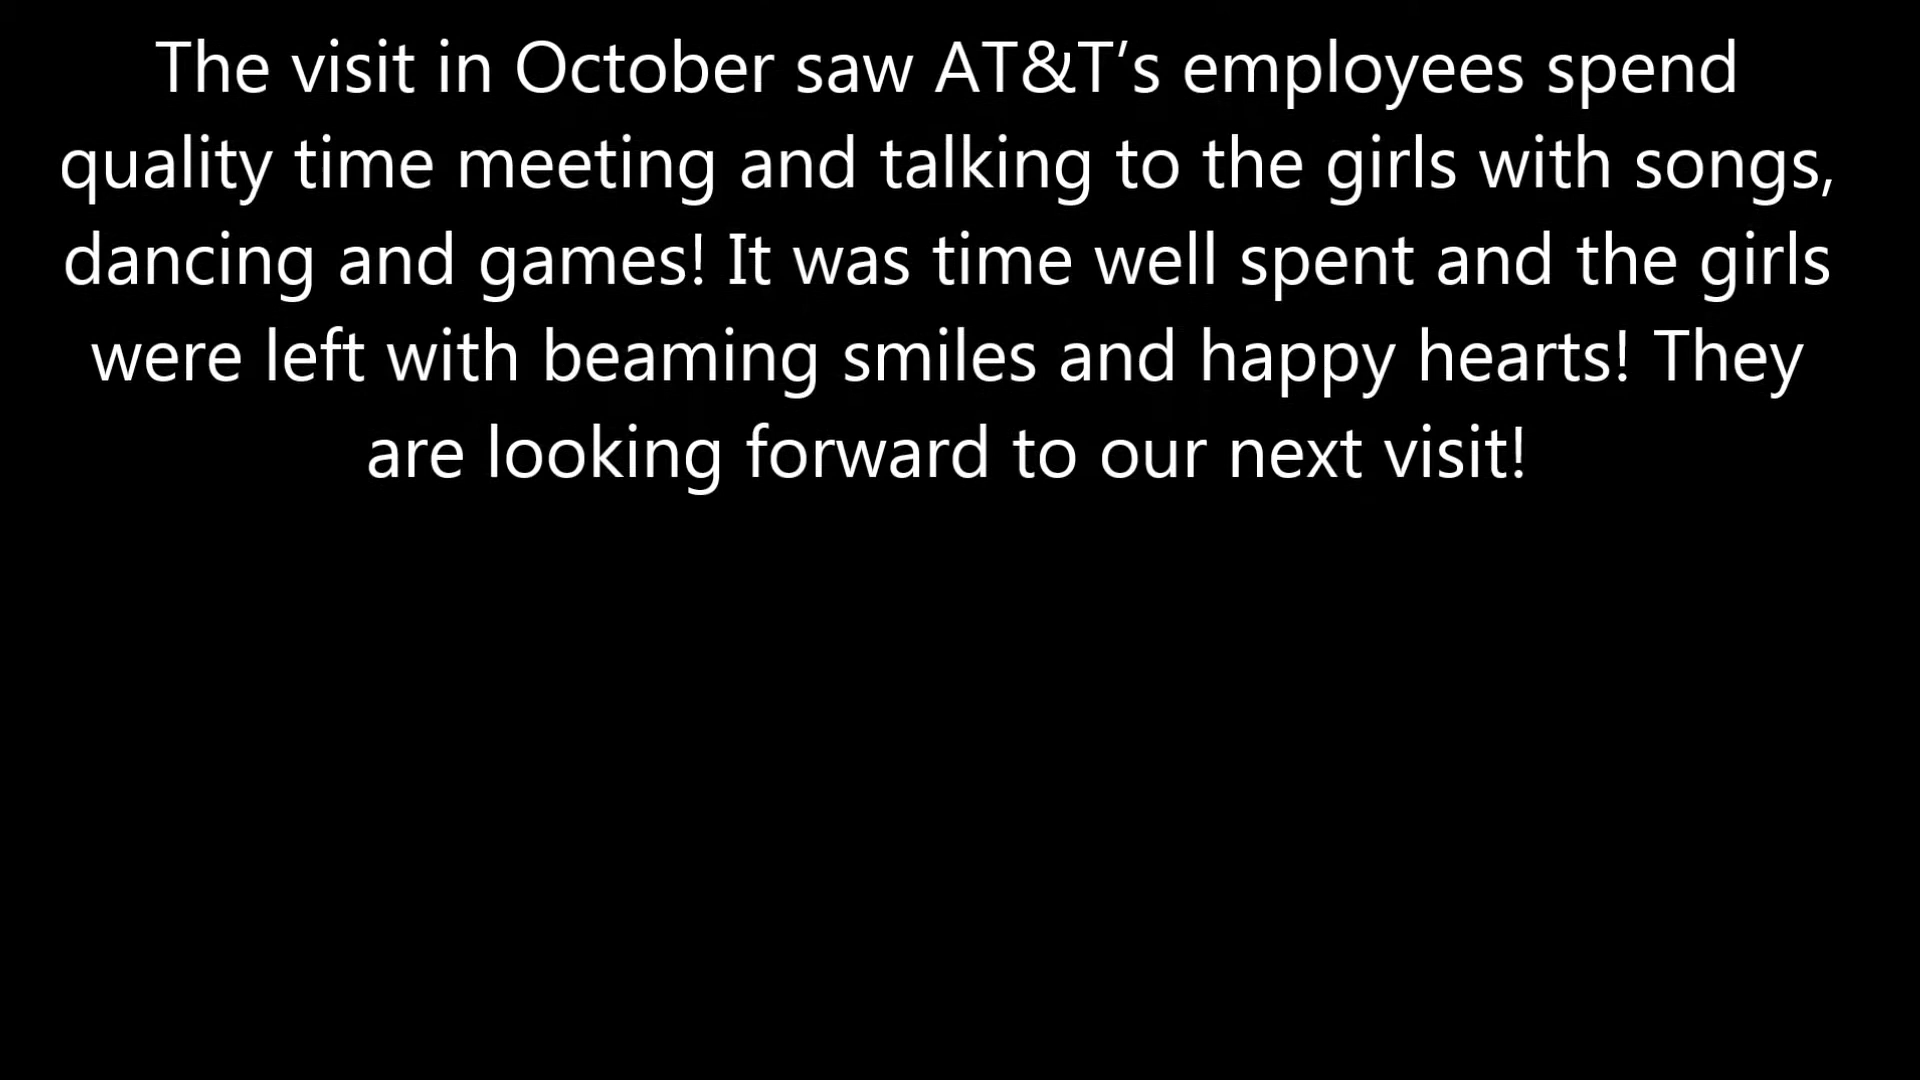 The visit in October saw AT&T’s employees spend
quality time meeting and talking to the girls with songs,
dancing and games! It was time well spent and the girls
were left with beaming smiles and happy hearts! They
are looking forward to our next visit!